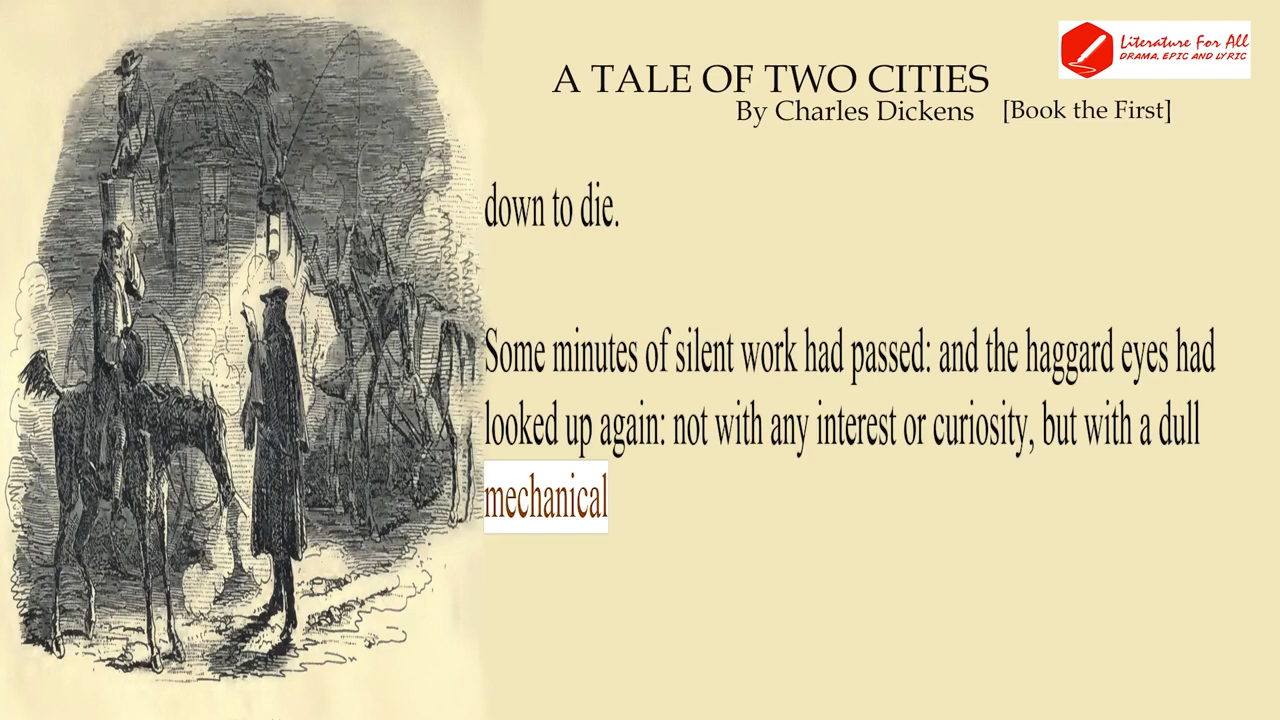 Literature For All
DRAMA, EPIC AND LYRIC
A TALE OF TWO CITIES
By Charles Dickens [Book the First]
down to die.
Some minutes of silent work had passed: and the haggard eyes had
looked up again: not with any interest or curiosity, but with a dull
mechanical